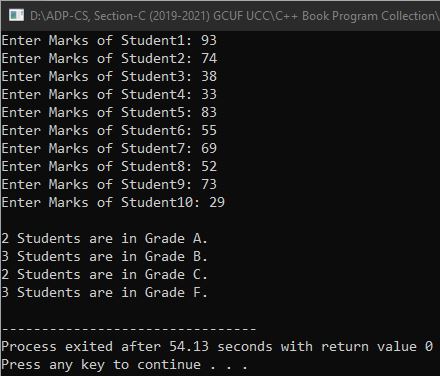 D:\ADP-CS, Section-C (2019-2021) GCUF UCC\C++ Book Program Collection\
Enter Marks of Student1: 93
Enter Marks of Student2: 74
Enter Marks of Student3: 38
Enter Marks of Student4: 33
Enter Marks of Student5: 83
Enter Marks of Student6: 55
Enter Marks of Student7: 69
Enter Marks of Student8: 52
Enter Marks of Student9: 73
Enter Marks of Student10: 29
2 Students are in Grade A.
3 Students are in Grade B.
2 Students are in Grade C.
3 Students are in Grade F.
--------------------------------
Process exited after 54.13 seconds with return value 0
Press any key to continue . . .